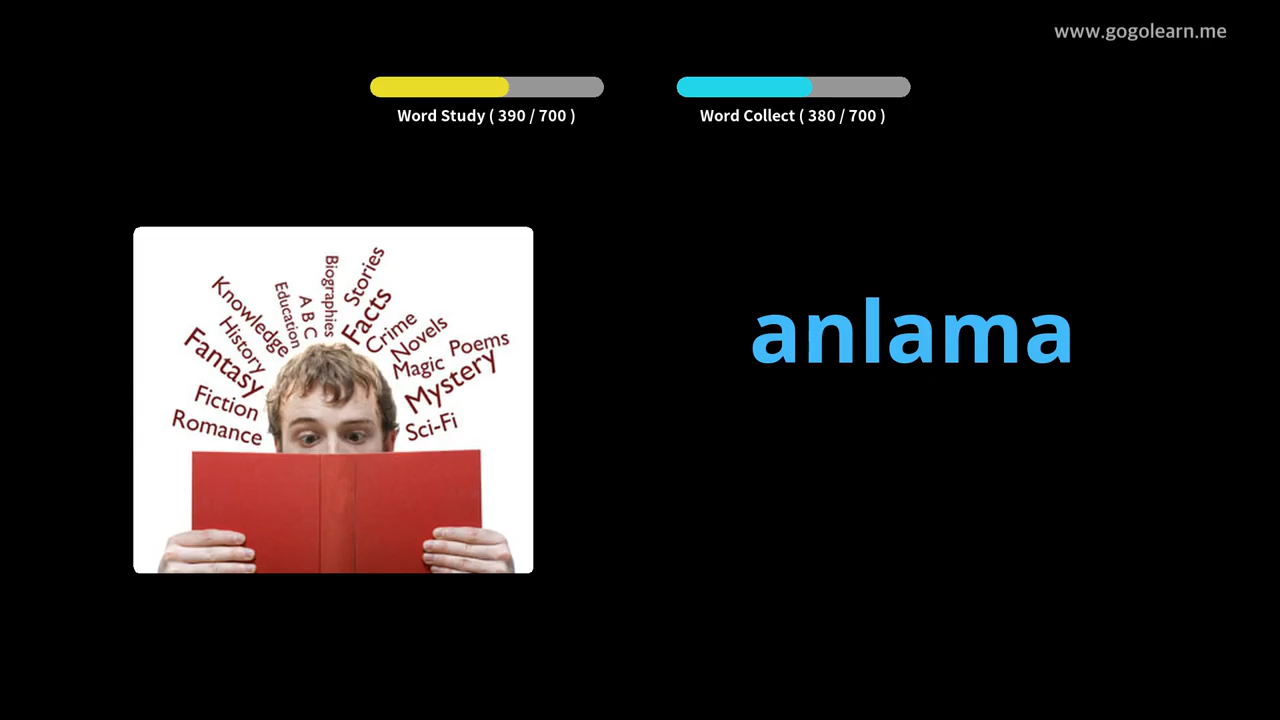 www.gogolearn.me
Word Study ( 390 / 700 )
Word Collect ( 380 / 700 )
Biographies
Stories
Education
A B C
Facts
Knowledge
Crime
History
Novels
Poems
Fantasy
Magic
Mystery
Fiction
Romance
Sci-Fi
anlama